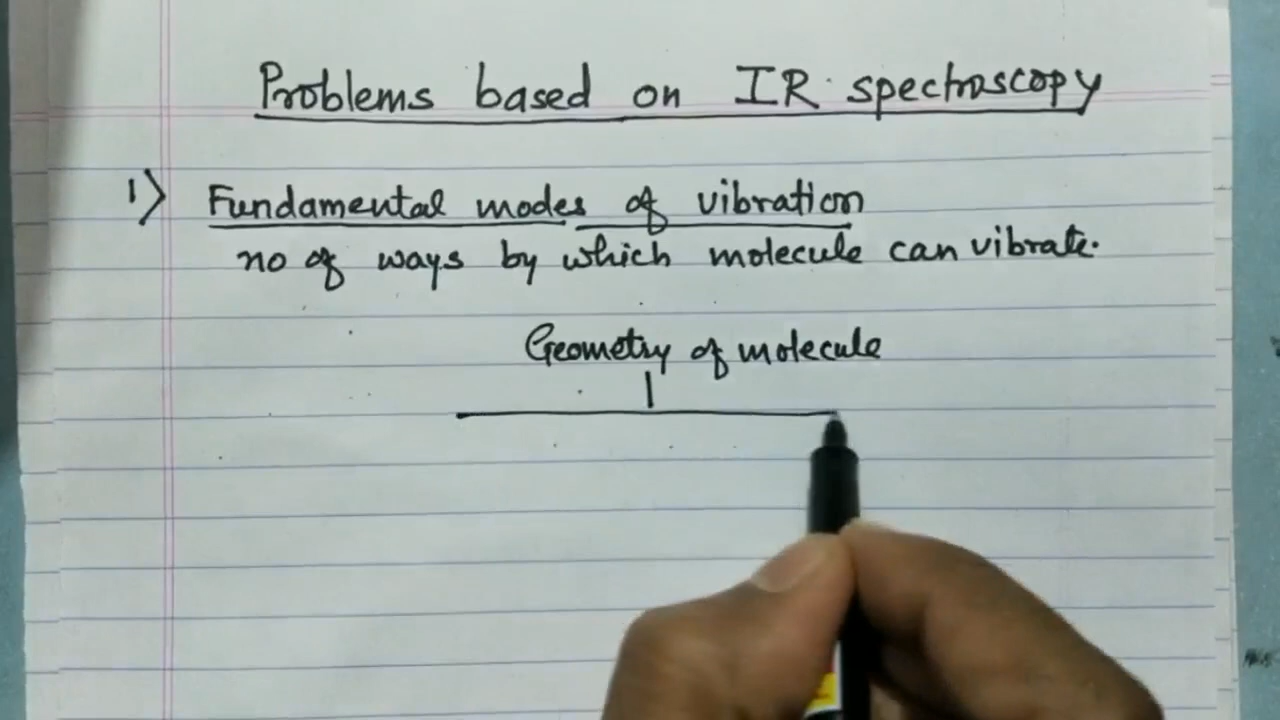 Problems based on IR spectroscopy
1) Fundamental modes of vibration
no of ways by which molecule can vibrate.
Geometry of molecule